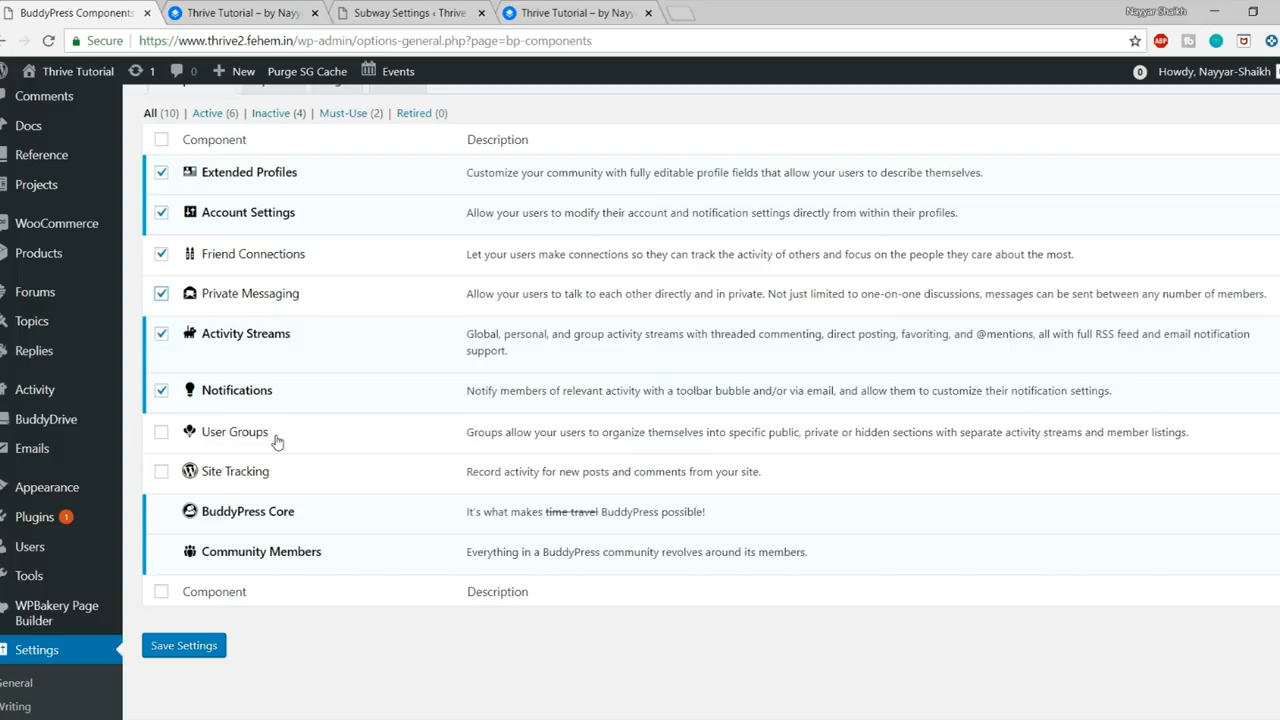 BuddyPress Components
Thrive Tutorial – by Nayy
Subway Settings ‹ Thrive
Thrive Tutorial – by Nayy
Nayyar Shaikh
Secure
https://www.thrive2.fehem.in/wp-admin/options-general.php?page=bp-components
ABP
Thrive Tutorial
1
0
New
Purge SG Cache
Events
0
Howdy, Nayyar-Shaikh
Comments
Docs
Reference
Projects
WooCommerce
Products
Forums
Topics
Replies
Activity
BuddyDrive
Emails
Appearance
Plugins 1
Users
Tools
WPBakery Page
Builder
Settings
General
Writing
All (10) | Active (6) | Inactive (4) | Must-Use (2) | Retired (0)
Component Description
Extended Profiles Customize your community with fully editable profile fields that allow your users to describe themselves.
Account Settings Allow your users to modify their account and notification settings directly from within their profiles.
Friend Connections Let your users make connections so they can track the activity of others and focus on the people they care about the most.
Private Messaging Allow your users to talk to each other directly and in private. Not just limited to one-on-one discussions, messages can be sent between any number of members.
Activity Streams Global, personal, and group activity streams with threaded commenting, direct posting, favoriting, and @mentions, all with full RSS feed and email notification
support.
Notifications Notify members of relevant activity with a toolbar bubble and/or via email, and allow them to customize their notification settings.
User Groups Groups allow your users to organize themselves into specific public, private or hidden sections with separate activity streams and member listings.
Site Tracking Record activity for new posts and comments from your site.
BuddyPress Core It's what makes time travel BuddyPress possible!
Community Members Everything in a BuddyPress community revolves around its members.
Component Description
Save Settings